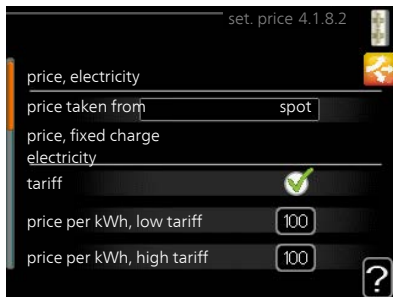 set. price 4.1.8.2
price, electricity
price taken from spot
price, fixed charge
electricity
tariff
price per kWh, low tariff 100
price per kWh, high tariff 100
?